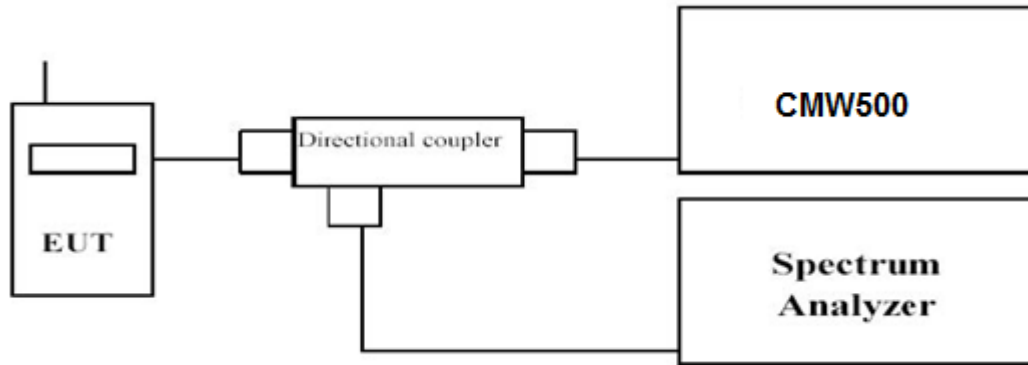 CMW500
Directional coupler
EUT
Spectrum
Analyzer